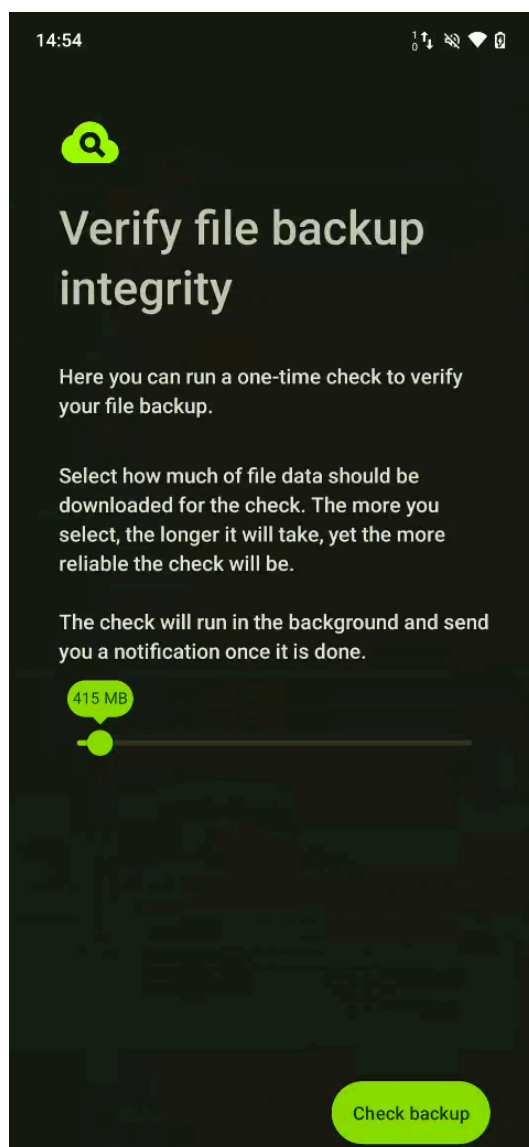 14:54
1
0
Verify file backup
integrity
Here you can run a one-time check to verify
your file backup.
Select how much of file data should be
downloaded for the check. The more you
select, the longer it will take, yet the more
reliable the check will be.
The check will run in the background and send
you a notification once it is done.
415 MB
Check backup